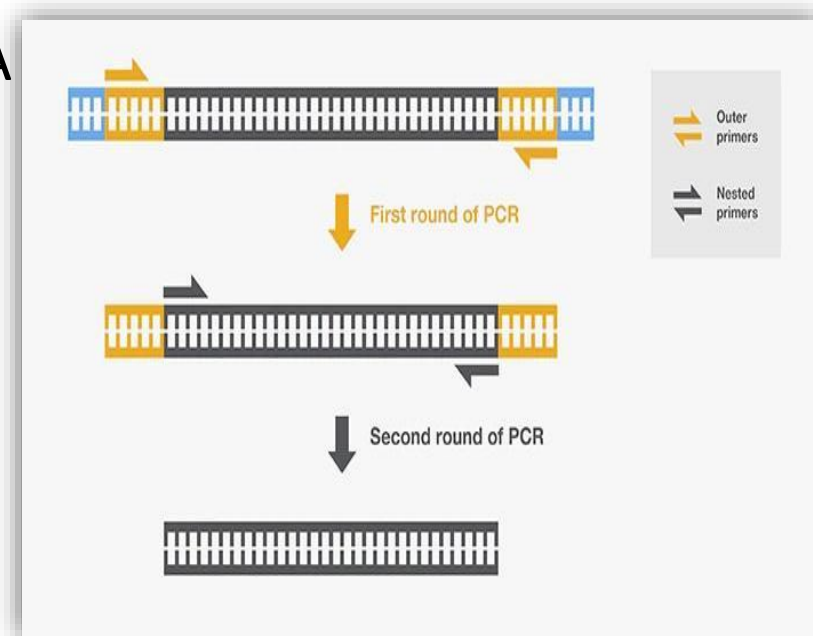 A
Outer
primers
First round of PCR
Nested
primers
Second round of PCR